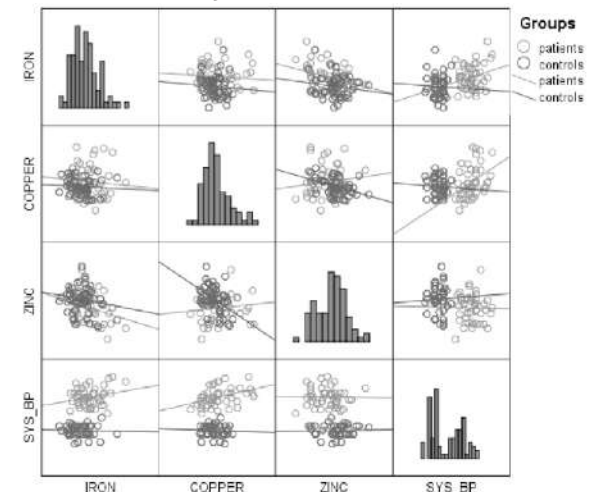 Groups
patients
controls
patients
controls
IRON
COPPER
ZINC
SYS_BP
IRON
COPPER
ZINC
SYS_BP